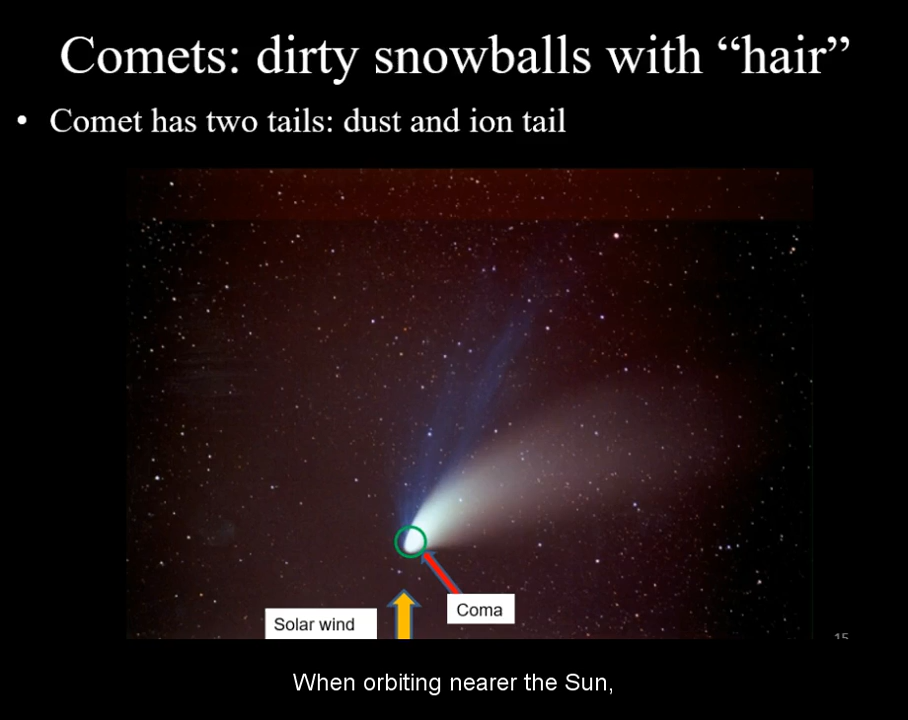 Comets: dirty snowballs with “hair”
• Comet has two tails: dust and ion tail
Coma
Solar wind
15
When orbiting nearer the Sun,